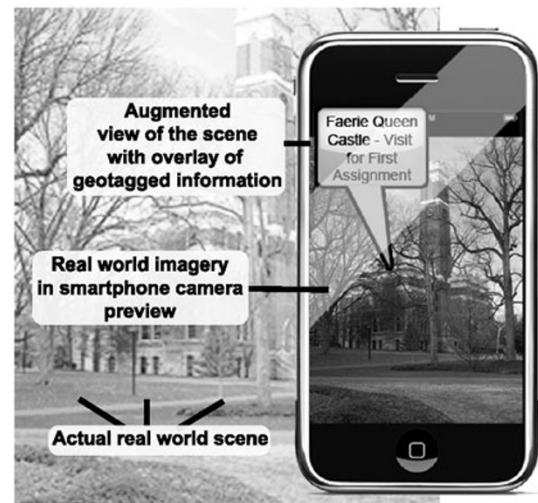 Augmented
view of the scene
with overlay of
geotagged information
Faerie Queen
Castle - Visit
for First
Assignment
Real world imagery
in smartphone camera
preview
Actual real world scene